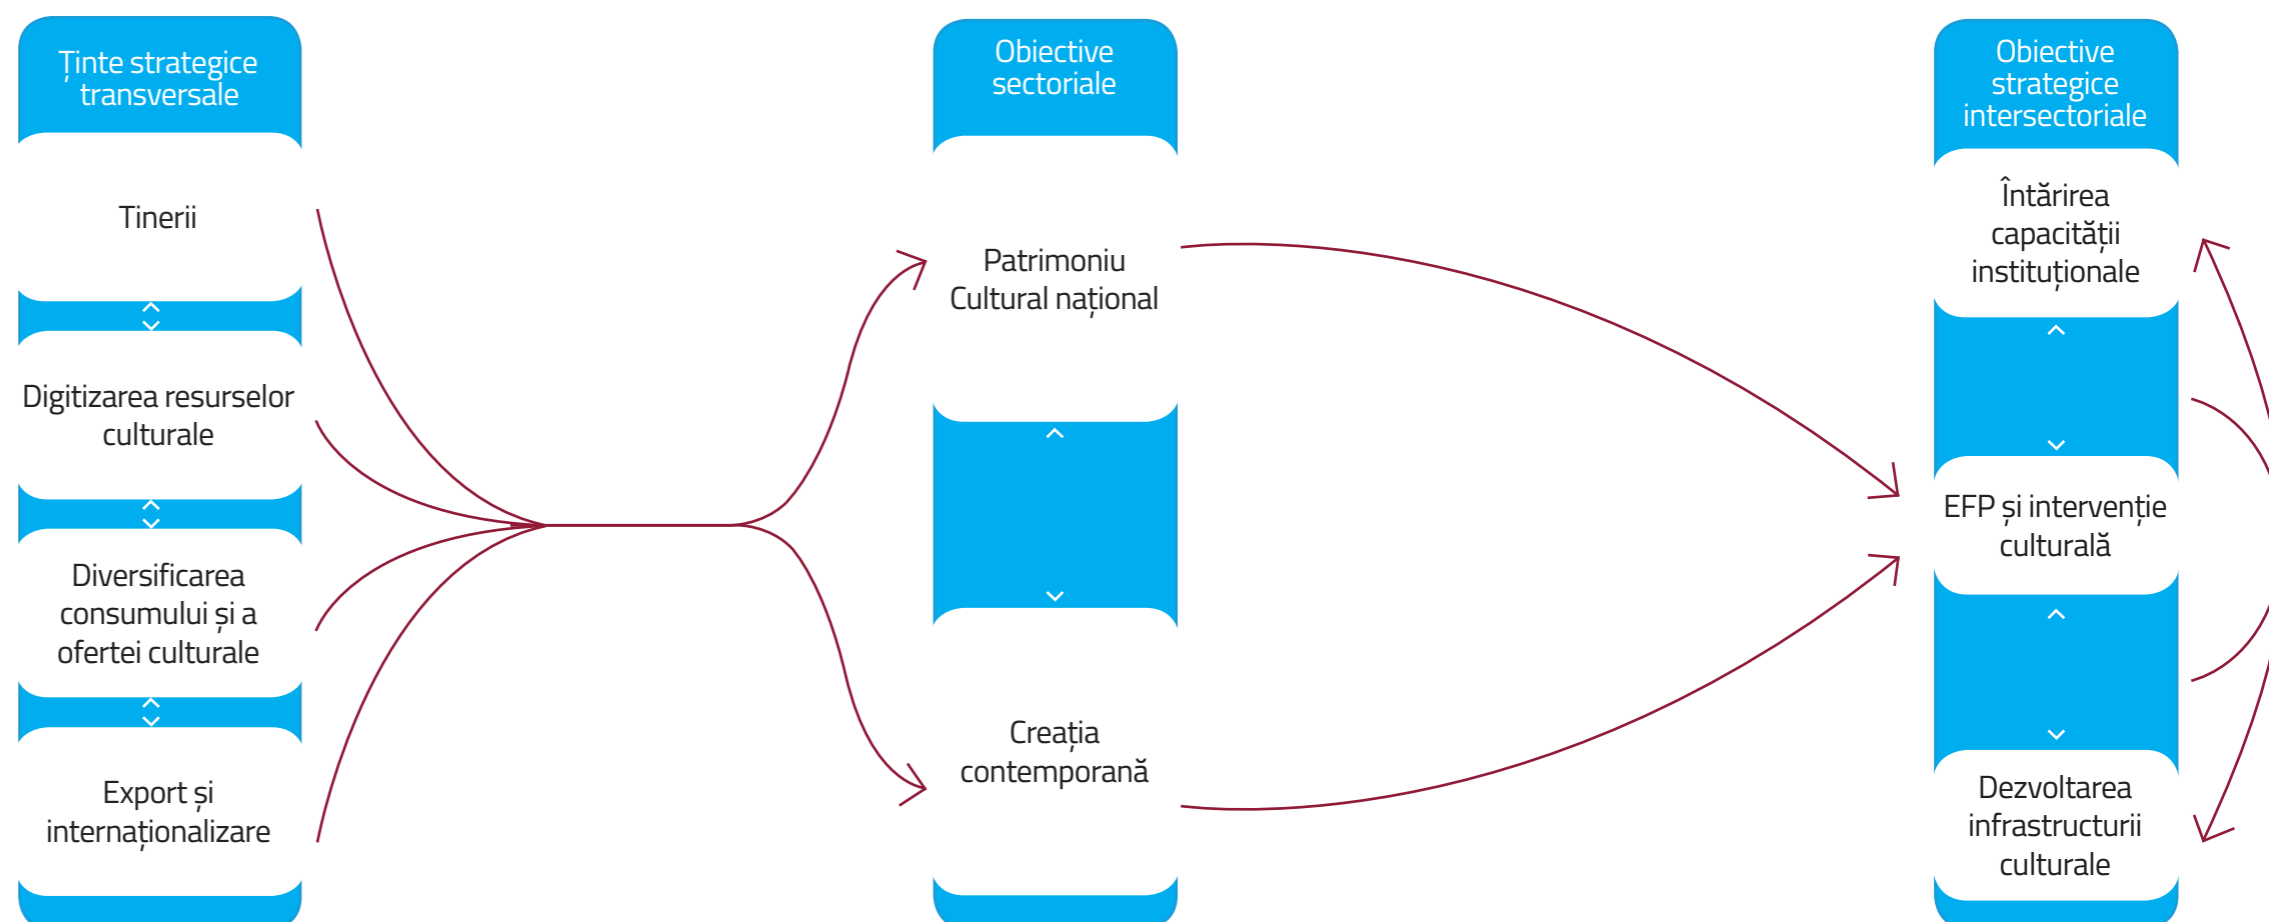 Ținte strategice
transversale
Tinerii
Digitizarea resurselor
culturale
Diversificarea
consumului și a
ofertei culturale
Export și
internaționalizare
Obiective
sectoriale
Patrimoniu
Cultural național
Creația
contemporană
Obiective
strategice
intersectoriale
Întărirea
capacității
instituționale
EFP și intervenție
culturală
Dezvoltarea
infrastructurii
culturale